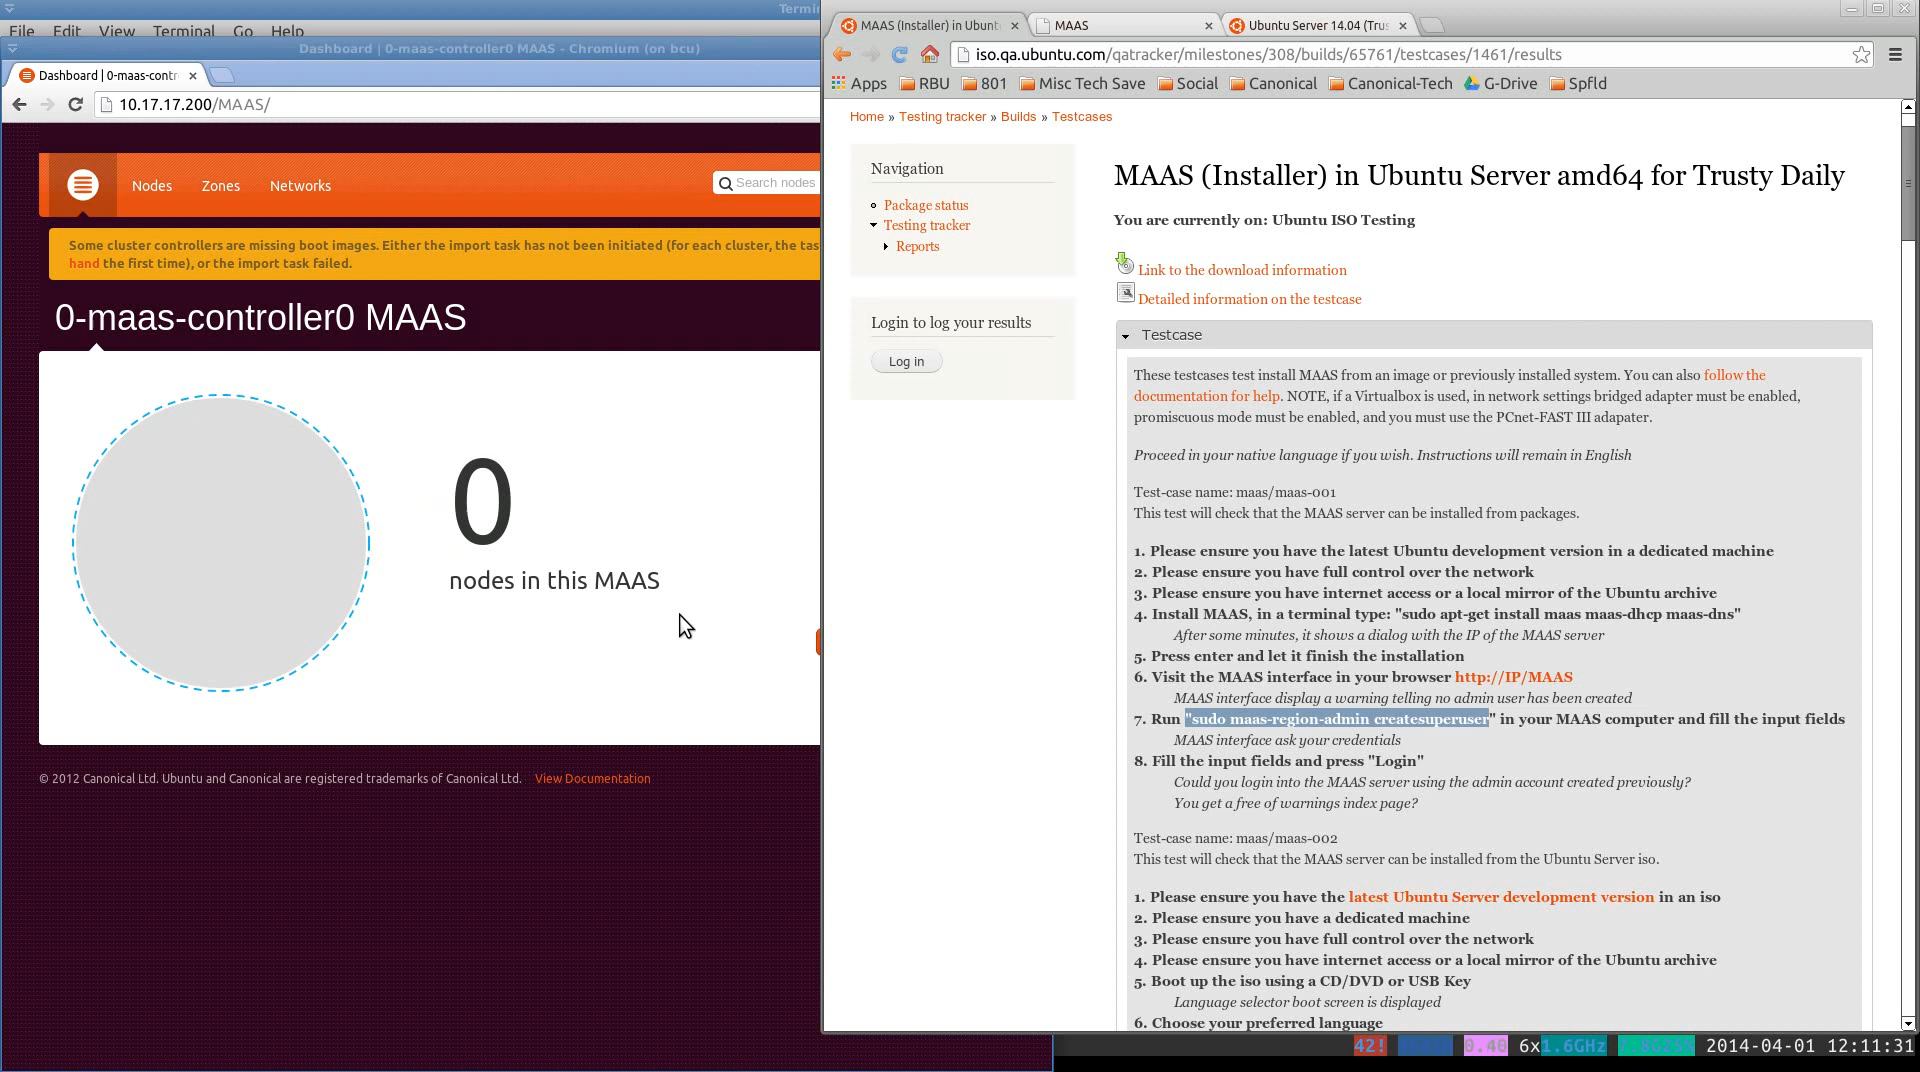 Termin
File Edit View Terminal Go Help
Dashboard | 0-maas-controller0 MAAS - Chromium (on bcu)
Dashboard | 0-maas-contr
10.17.17.200/MAAS/
Nodes Zones Networks
Search nodes
Some cluster controllers are missing boot images. Either the import task has not been initiated (for each cluster, the tas
hand the first time), or the import task failed.
0-maas-controller0 MAAS
0
nodes in this MAAS
© 2012 Canonical Ltd. Ubuntu and Canonical are registered trademarks of Canonical Ltd. View Documentation
MAAS (Installer) in Ubunt
MAAS
Ubuntu Server 14.04 (Trus
iso.qa.ubuntu.com/qatracker/milestones/308/builds/65761/testcases/1461/results
Apps RBU 801 Misc Tech Save Social Canonical Canonical-Tech G-Drive Spfld
Home » Testing tracker » Builds » Testcases
Navigation
Package status
Testing tracker
Reports
Login to log your results
Log in
MAAS (Installer) in Ubuntu Server amd64 for Trusty Daily
You are currently on: Ubuntu ISO Testing
Link to the download information
Detailed information on the testcase
Testcase
These testcases test install MAAS from an image or previously installed system. You can also follow the
documentation for help. NOTE, if a Virtualbox is used, in network settings bridged adapter must be enabled,
promiscuous mode must be enabled, and you must use the PCnet-FAST III adapater.
Proceed in your native language if you wish. Instructions will remain in English
Test-case name: maas/maas-001
This test will check that the MAAS server can be installed from packages.
1. Please ensure you have the latest Ubuntu development version in a dedicated machine
2. Please ensure you have full control over the network
3. Please ensure you have internet access or a local mirror of the Ubuntu archive
4. Install MAAS, in a terminal type: "sudo apt-get install maas maas-dhcp maas-dns"
After some minutes, it shows a dialog with the IP of the MAAS server
5. Press enter and let it finish the installation
6. Visit the MAAS interface in your browser http://IP/MAAS
MAAS interface display a warning telling no admin user has been created
7. Run "sudo maas-region-admin createsuperuser" in your MAAS computer and fill the input fields
MAAS interface ask your credentials
8. Fill the input fields and press "Login"
Could you login into the MAAS server using the admin account created previously?
You get a free of warnings index page?
Test-case name: maas/maas-002
This test will check that the MAAS server can be installed from the Ubuntu Server iso.
1. Please ensure you have the latest Ubuntu Server development version in an iso
2. Please ensure you have a dedicated machine
3. Please ensure you have full control over the network
4. Please ensure you have internet access or a local mirror of the Ubuntu archive
5. Boot up the iso using a CD/DVD or USB Key
Language selector boot screen is displayed
6. Choose your preferred language
42! 0.40 6x1.6GHz 2014-04-01 12:11:31